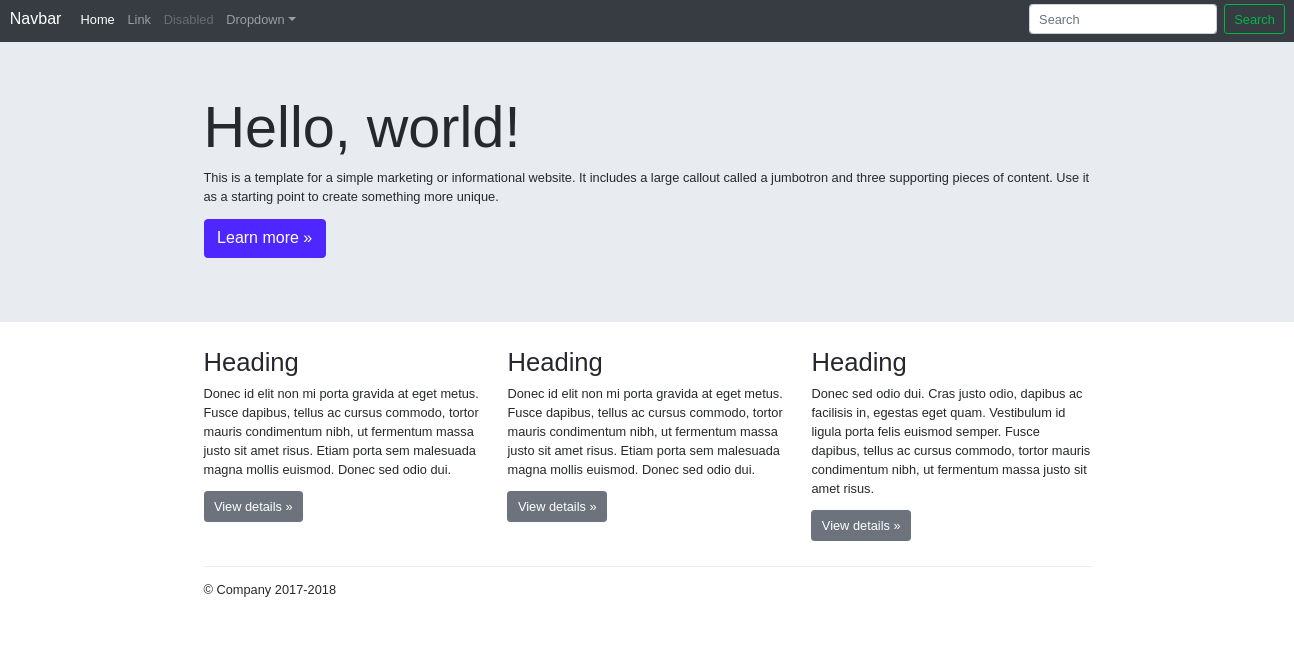 Navbar Home Link Disabled Dropdown Search Search
Hello, world!
This is a template for a simple marketing or informational website. It includes a large callout called a jumbotron and three supporting pieces of content. Use it
as a starting point to create something more unique.
Learn more »
Heading
Donec id elit non mi porta gravida at eget metus.
Fusce dapibus, tellus ac cursus commodo, tortor
mauris condimentum nibh, ut fermentum massa
justo sit amet risus. Etiam porta sem malesuada
magna mollis euismod. Donec sed odio dui.
View details »
Heading
Donec id elit non mi porta gravida at eget metus.
Fusce dapibus, tellus ac cursus commodo, tortor
mauris condimentum nibh, ut fermentum massa
justo sit amet risus. Etiam porta sem malesuada
magna mollis euismod. Donec sed odio dui.
View details »
Heading
Donec sed odio dui. Cras justo odio, dapibus ac
facilisis in, egestas eget quam. Vestibulum id
ligula porta felis euismod semper. Fusce
dapibus, tellus ac cursus commodo, tortor mauris
condimentum nibh, ut fermentum massa justo sit
amet risus.
View details »
© Company 2017-2018